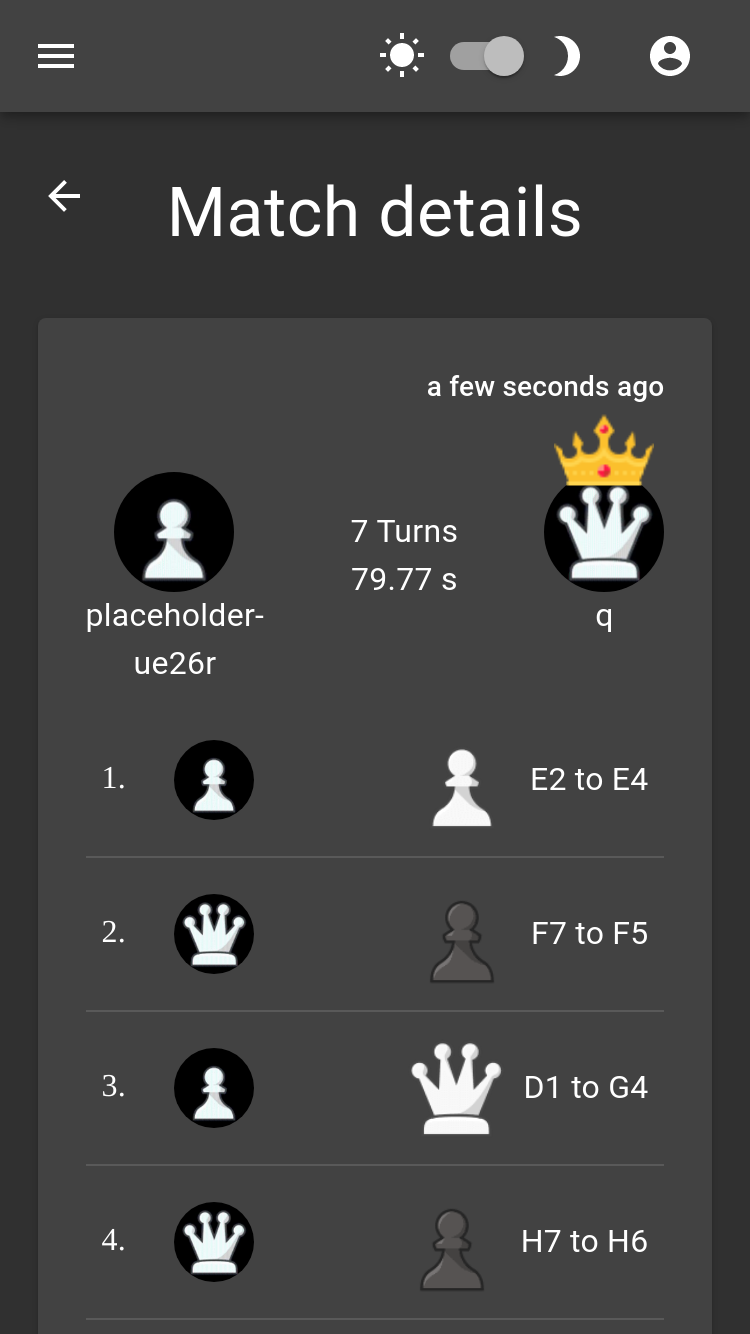 Match details
a few seconds ago
7 Turns
79.77 s
placeholder-
ue26r
q
1. E2 to E4
2. F7 to F5
3. D1 to G4
4. H7 to H6